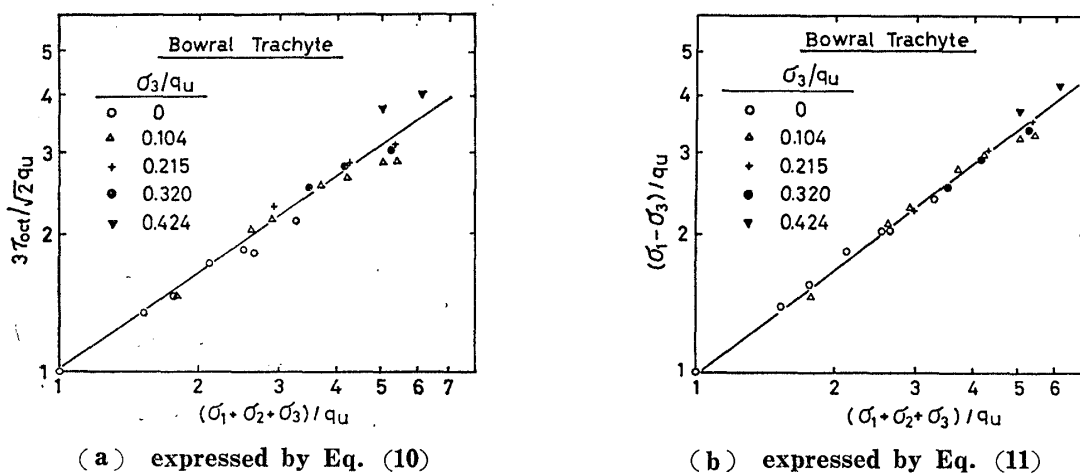 Bowral Trachyte
σ3/qu
○ 0
△ 0.104
+ 0.215
● 0.320
▼ 0.424
5
4
3
2
1
3τoct/√2 qu
1 2 3 4 5 6 7
(σ1+σ2+σ3)/qu
(a) expressed by Eq. (10)
Bowral Trachyte
σ3/qu
○ 0
△ 0.104
+ 0.215
● 0.320
▼ 0.424
5
4
3
2
1
(σ1-σ3)/qu
1 2 3 4 5 6
(σ1+σ2+σ3)/qu
(b) expressed by Eq. (11)